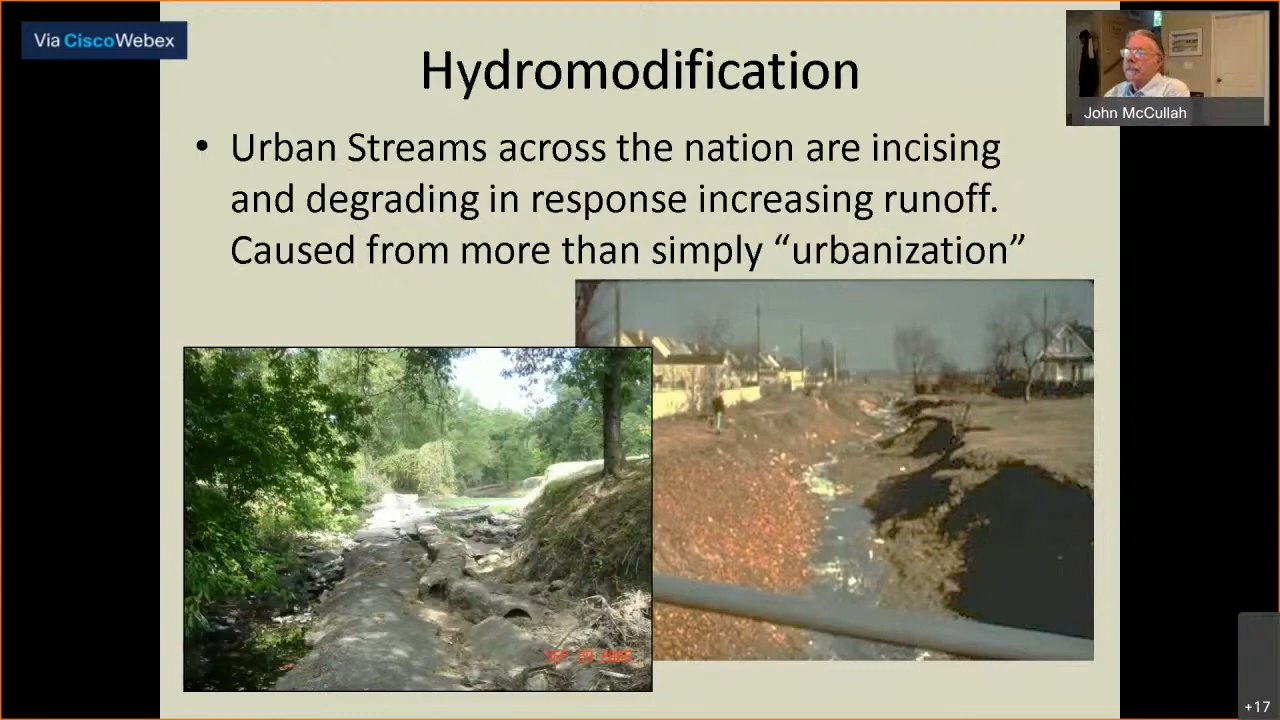 Via CiscoWebex
Hydromodification
John McCullah
• Urban Streams across the nation are incising
and degrading in response increasing runoff.
Caused from more than simply “urbanization”
+17